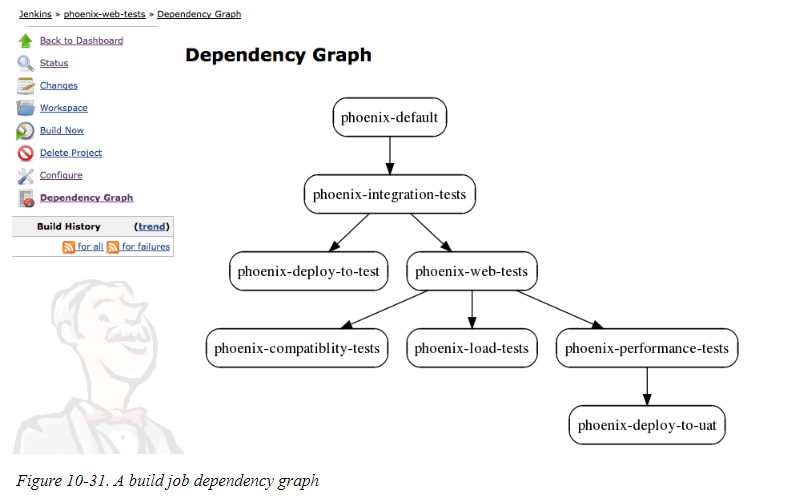 Jenkins » phoenix-web-tests » Dependency Graph
Back to Dashboard
Status
Changes
Workspace
Build Now
Delete Project
Configure
Dependency Graph
Build History (trend)
for all for failures
Dependency Graph
phoenix-default
phoenix-integration-tests
phoenix-deploy-to-test phoenix-web-tests
phoenix-compatiblity-tests phoenix-load-tests phoenix-performance-tests
phoenix-deploy-to-uat
Figure 10-31. A build job dependency graph